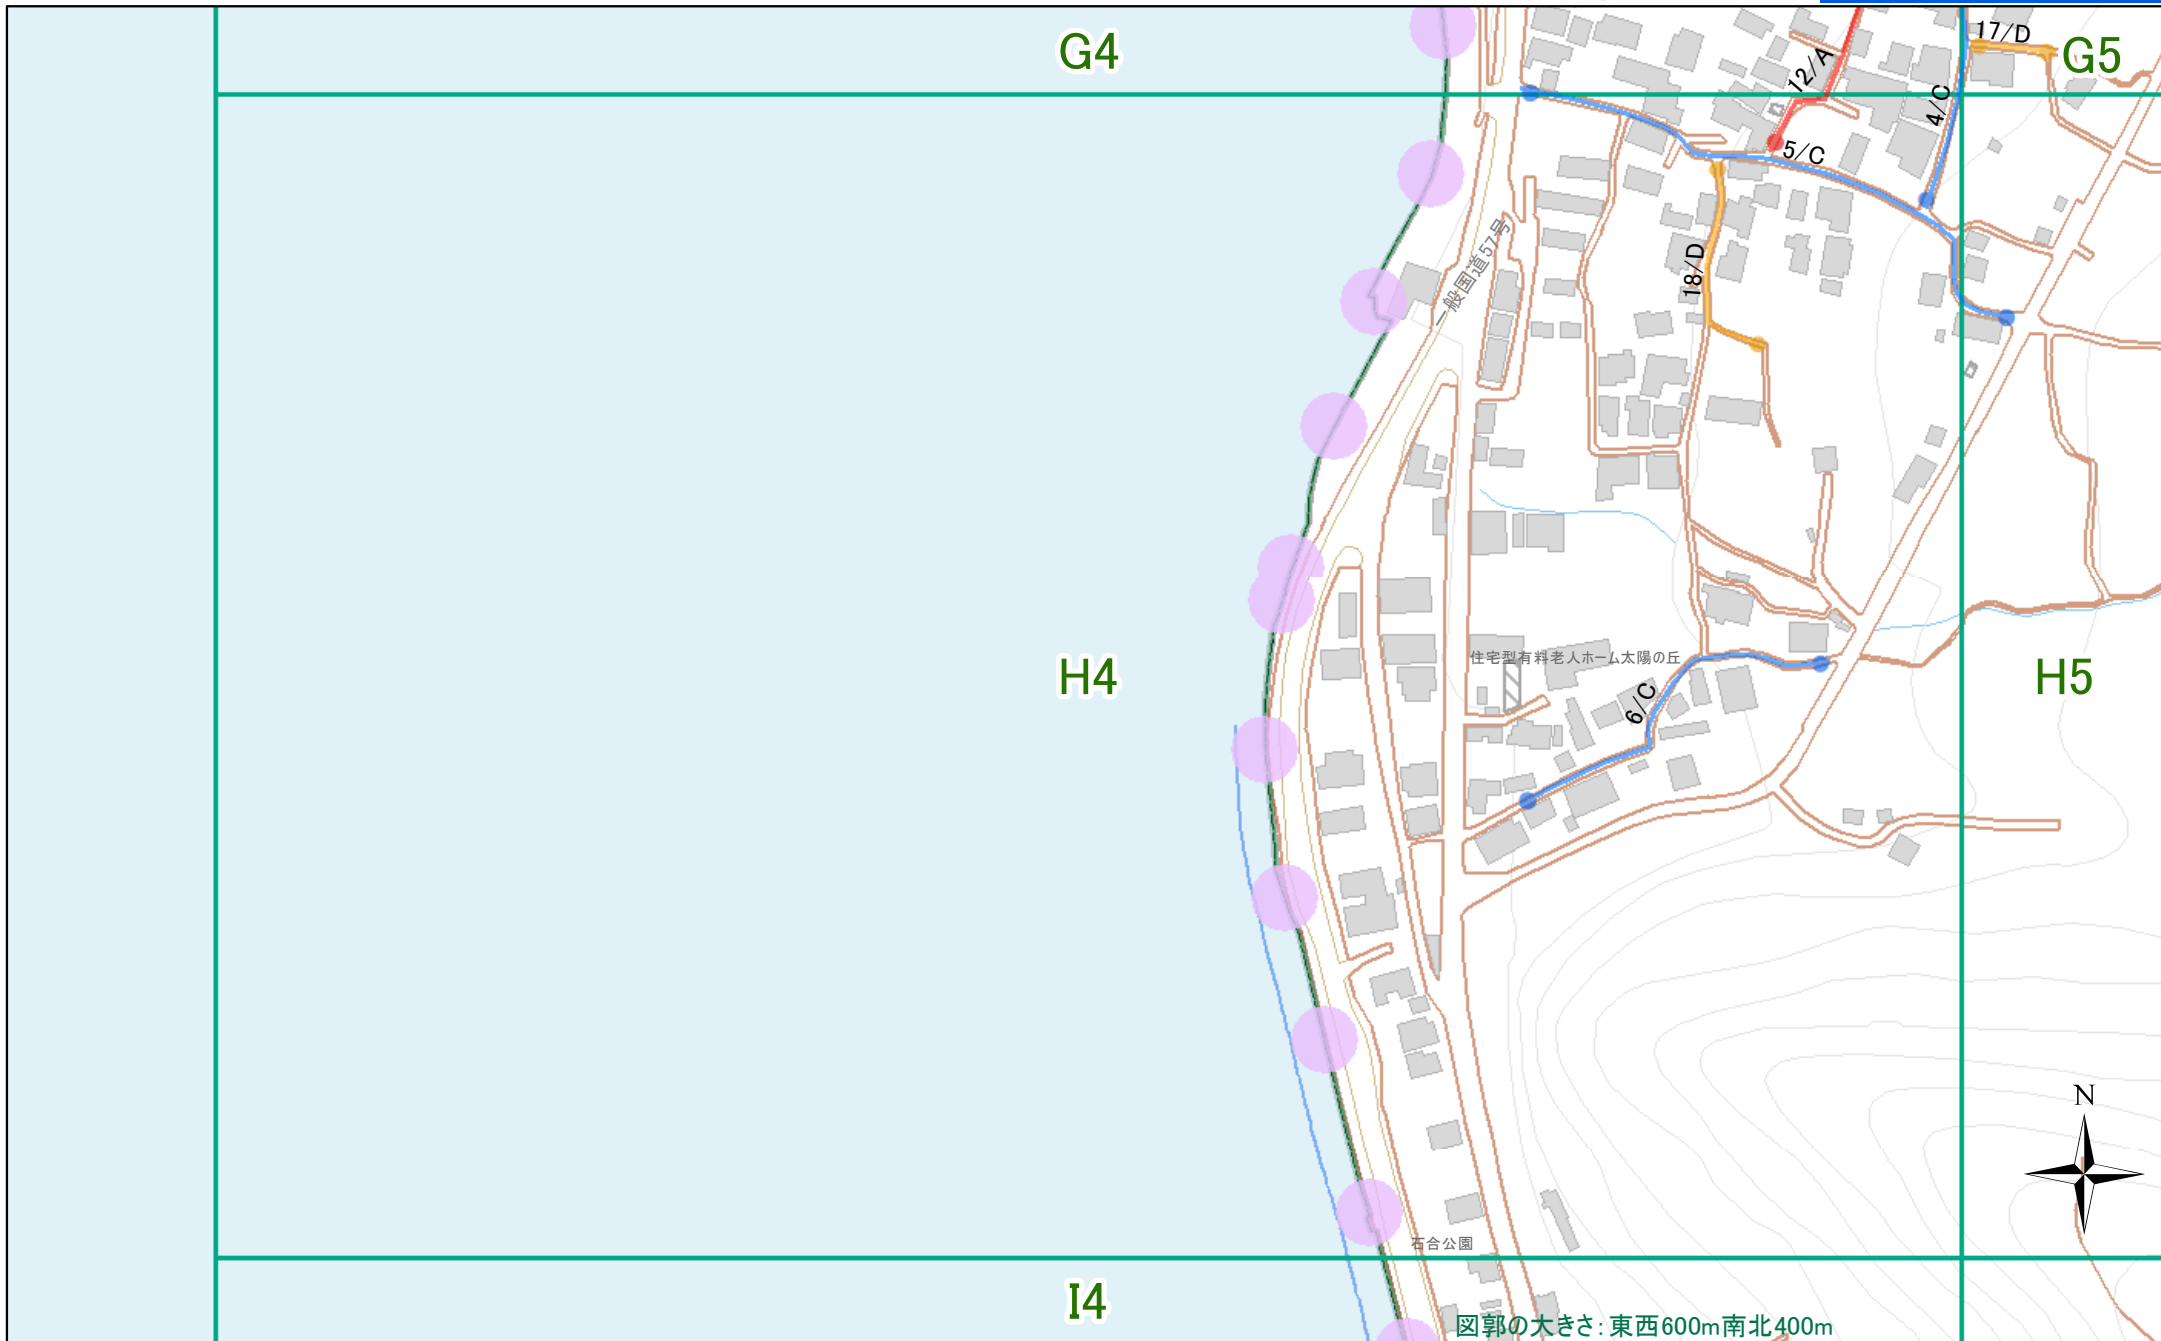 G4
17/D
G5
12/A
4/C
5/C
一般国道57号
18/D
住宅型有料老人ホーム太陽の丘
H4
H5
6/C
N
石合公園
I4
図郭の大きさ：東西600m南北400m